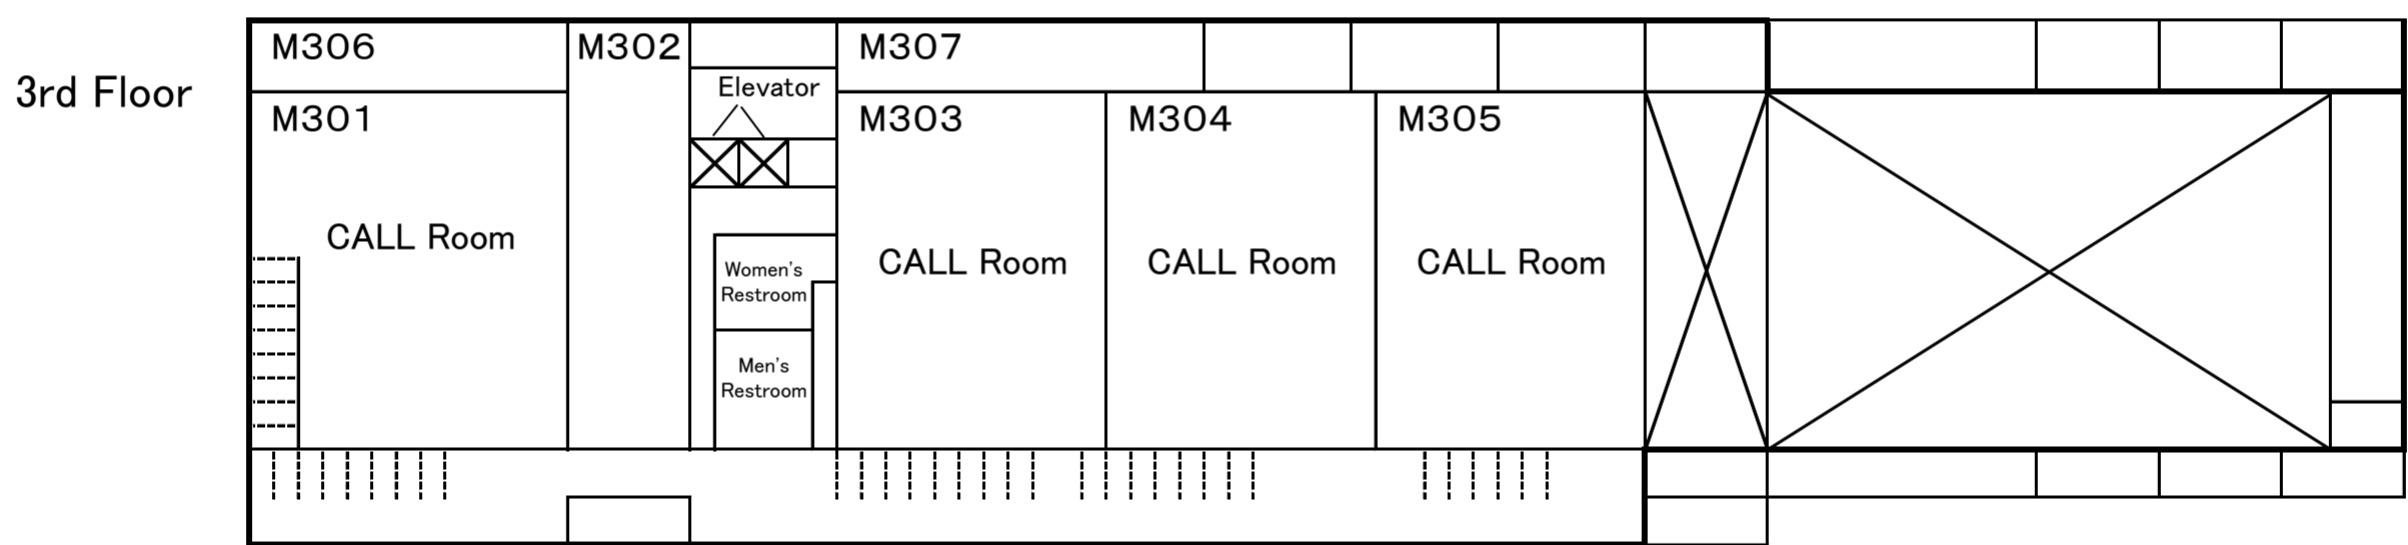 3rd Floor
M306
M302
M307
Elevator
M301
M303
M304
M305
CALL Room
CALL Room
CALL Room
CALL Room
Women's
Restroom
Men's
Restroom